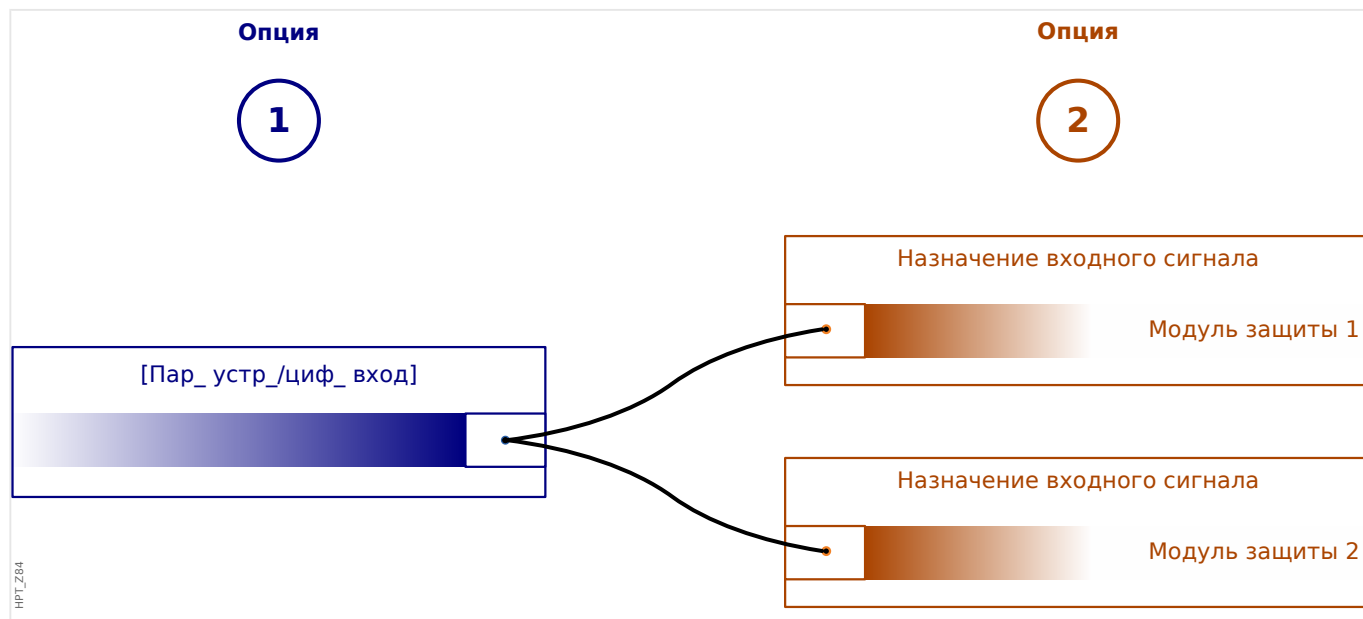 Опция
1
Опция
2
[Пар_ устр_/циф_ вход]
Назначение входного сигнала
Модуль защиты 1
Назначение входного сигнала
Модуль защиты 2
HPT_Z84